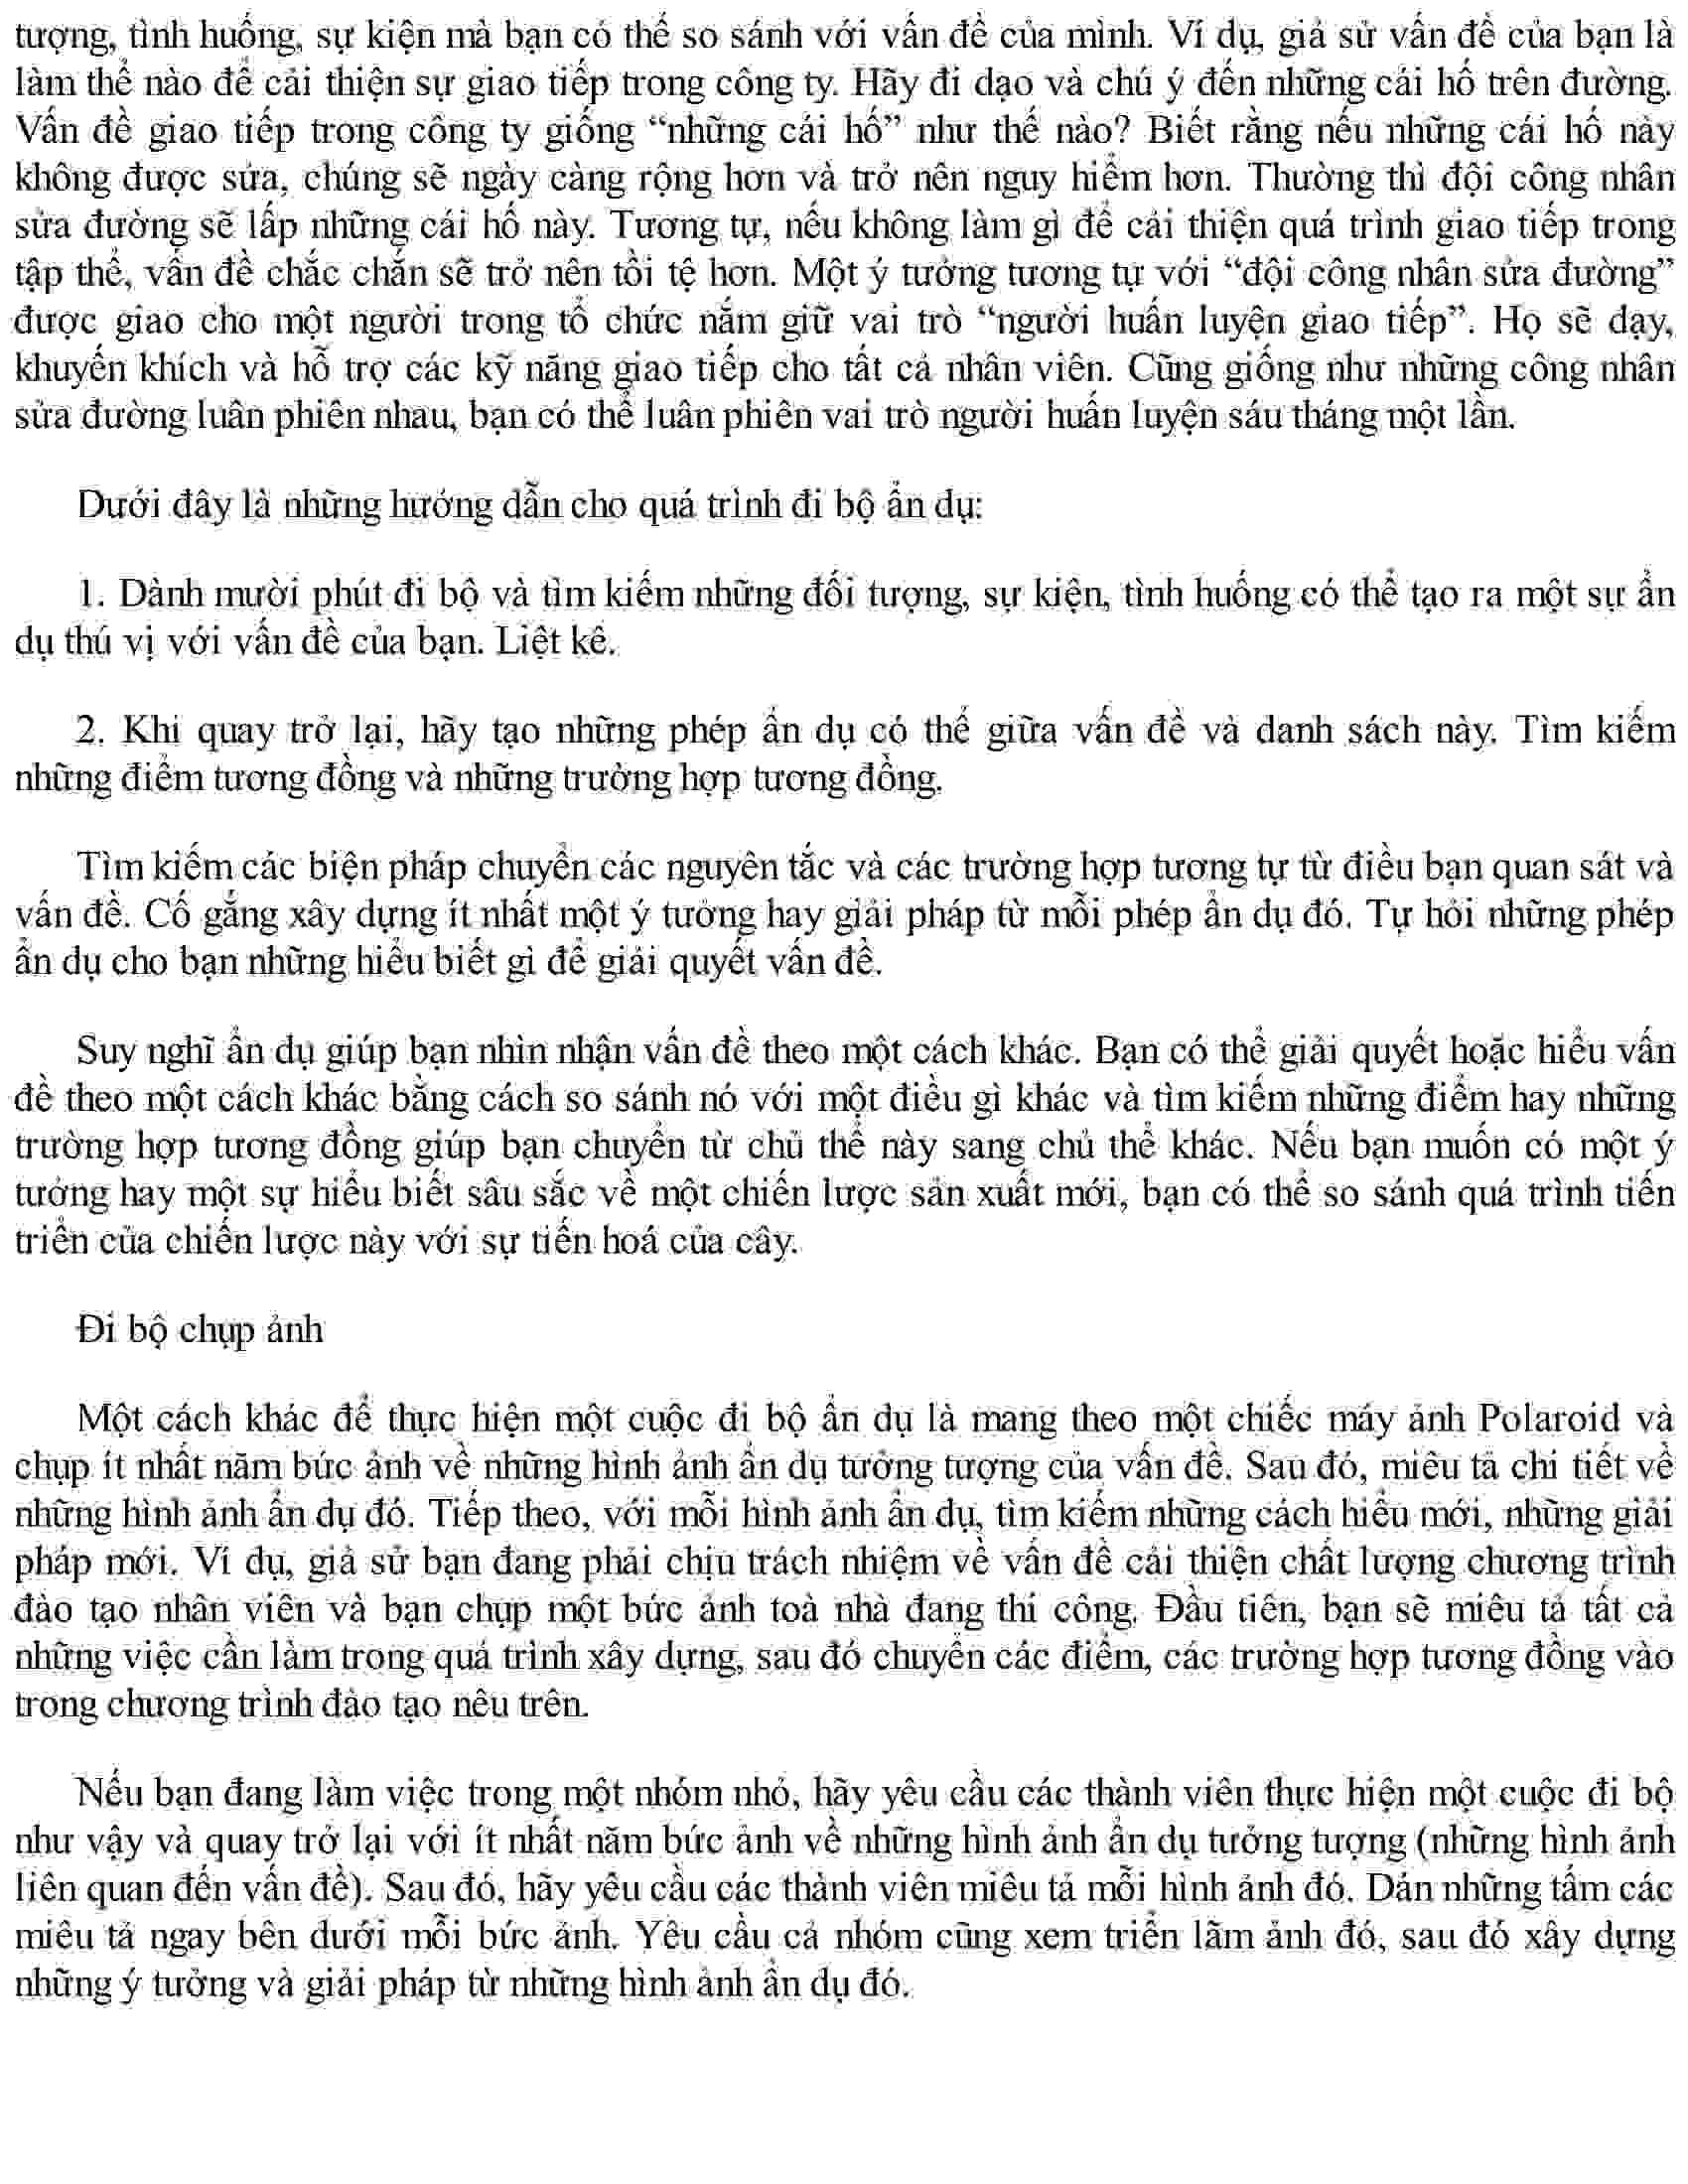 tượng, tình huống, sự kiện mà bạn có thể so sánh với vấn đề của mình. Ví dụ, giả sử vấn đề của bạn là
làm thế nào để cải thiện sự giao tiếp trong công ty. Hãy đi dạo và chú ý đến những cái hố trên đường.
Vấn đề giao tiếp trong công ty giống “những cái hố” như thế nào? Biết rằng nếu những cái hố này
không được sửa, chúng sẽ ngày càng rộng hơn và trở nên nguy hiểm hơn. Thường thì đội công nhân
sửa đường sẽ lấp những cái hố này. Tương tự, nếu không làm gì để cải thiện quá trình giao tiếp trong
tập thể, vấn đề chắc chắn sẽ trở nên tồi tệ hơn. Một ý tưởng tương tự với “đội công nhân sửa đường”
được giao cho một người trong tổ chức nắm giữ vai trò “người huấn luyện giao tiếp”. Họ sẽ dạy,
khuyến khích và hỗ trợ các kỹ năng giao tiếp cho tất cả nhân viên. Cũng giống như những công nhân
sửa đường luân phiên nhau, bạn có thể luân phiên vai trò người huấn luyện sáu tháng một lần.
Dưới đây là những hướng dẫn cho quá trình đi bộ ẩn dụ:
1. Dành mười phút đi bộ và tìm kiếm những đối tượng, sự kiện, tình huống có thể tạo ra một sự ẩn
dụ thú vị với vấn đề của bạn. Liệt kê.
2. Khi quay trở lại, hãy tạo những phép ẩn dụ có thể giữa vấn đề và danh sách này. Tìm kiếm
những điểm tương đồng và những trường hợp tương đồng.
Tìm kiếm các biện pháp chuyển các nguyên tắc và các trường hợp tương tự từ điều bạn quan sát và
vấn đề. Cố gắng xây dựng ít nhất một ý tưởng hay giải pháp từ mỗi phép ẩn dụ đó. Tự hỏi những phép
ẩn dụ cho bạn những hiểu biết gì để giải quyết vấn đề.
Suy nghĩ ẩn dụ giúp bạn nhìn nhận vấn đề theo một cách khác. Bạn có thể giải quyết hoặc hiểu vấn
đề theo một cách khác bằng cách so sánh nó với một điều gì khác và tìm kiếm những điểm hay những
trường hợp tương đồng giúp bạn chuyển từ chủ thể này sang chủ thể khác. Nếu bạn muốn có một ý
tưởng hay một sự hiểu biết sâu sắc về một chiến lược sản xuất mới, bạn có thể so sánh quá trình tiến
triển của chiến lược này với sự tiến hoá của cây.
Đi bộ chụp ảnh
Một cách khác để thực hiện một cuộc đi bộ ẩn dụ là mang theo một chiếc máy ảnh Polaroid và
chụp ít nhất năm bức ảnh về những hình ảnh ẩn dụ tưởng tượng của vấn đề. Sau đó, miêu tả chi tiết về
những hình ảnh ẩn dụ đó. Tiếp theo, với mỗi hình ảnh ẩn dụ, tìm kiếm những cách hiểu mới, những giải
pháp mới. Ví dụ, giả sử bạn đang phải chịu trách nhiệm về vấn đề cải thiện chất lượng chương trình
đào tạo nhân viên và bạn chụp một bức ảnh toà nhà đang thi công. Đầu tiên, bạn sẽ miêu tả tất cả
những việc cần làm trong quá trình xây dựng, sau đó chuyển các điểm, các trường hợp tương đồng vào
trong chương trình đào tạo nêu trên.
Nếu bạn đang làm việc trong một nhóm nhỏ, hãy yêu cầu các thành viên thực hiện một cuộc đi bộ
như vậy và quay trở lại với ít nhất năm bức ảnh về những hình ảnh ẩn dụ tưởng tượng (những hình ảnh
liên quan đến vấn đề). Sau đó, hãy yêu cầu các thành viên miêu tả mỗi hình ảnh đó. Dán những tấm các
miêu tả ngay bên dưới mỗi bức ảnh. Yêu cầu cả nhóm cùng xem triển lãm ảnh đó, sau đó xây dựng
những ý tưởng và giải pháp từ những hình ảnh ẩn dụ đó.